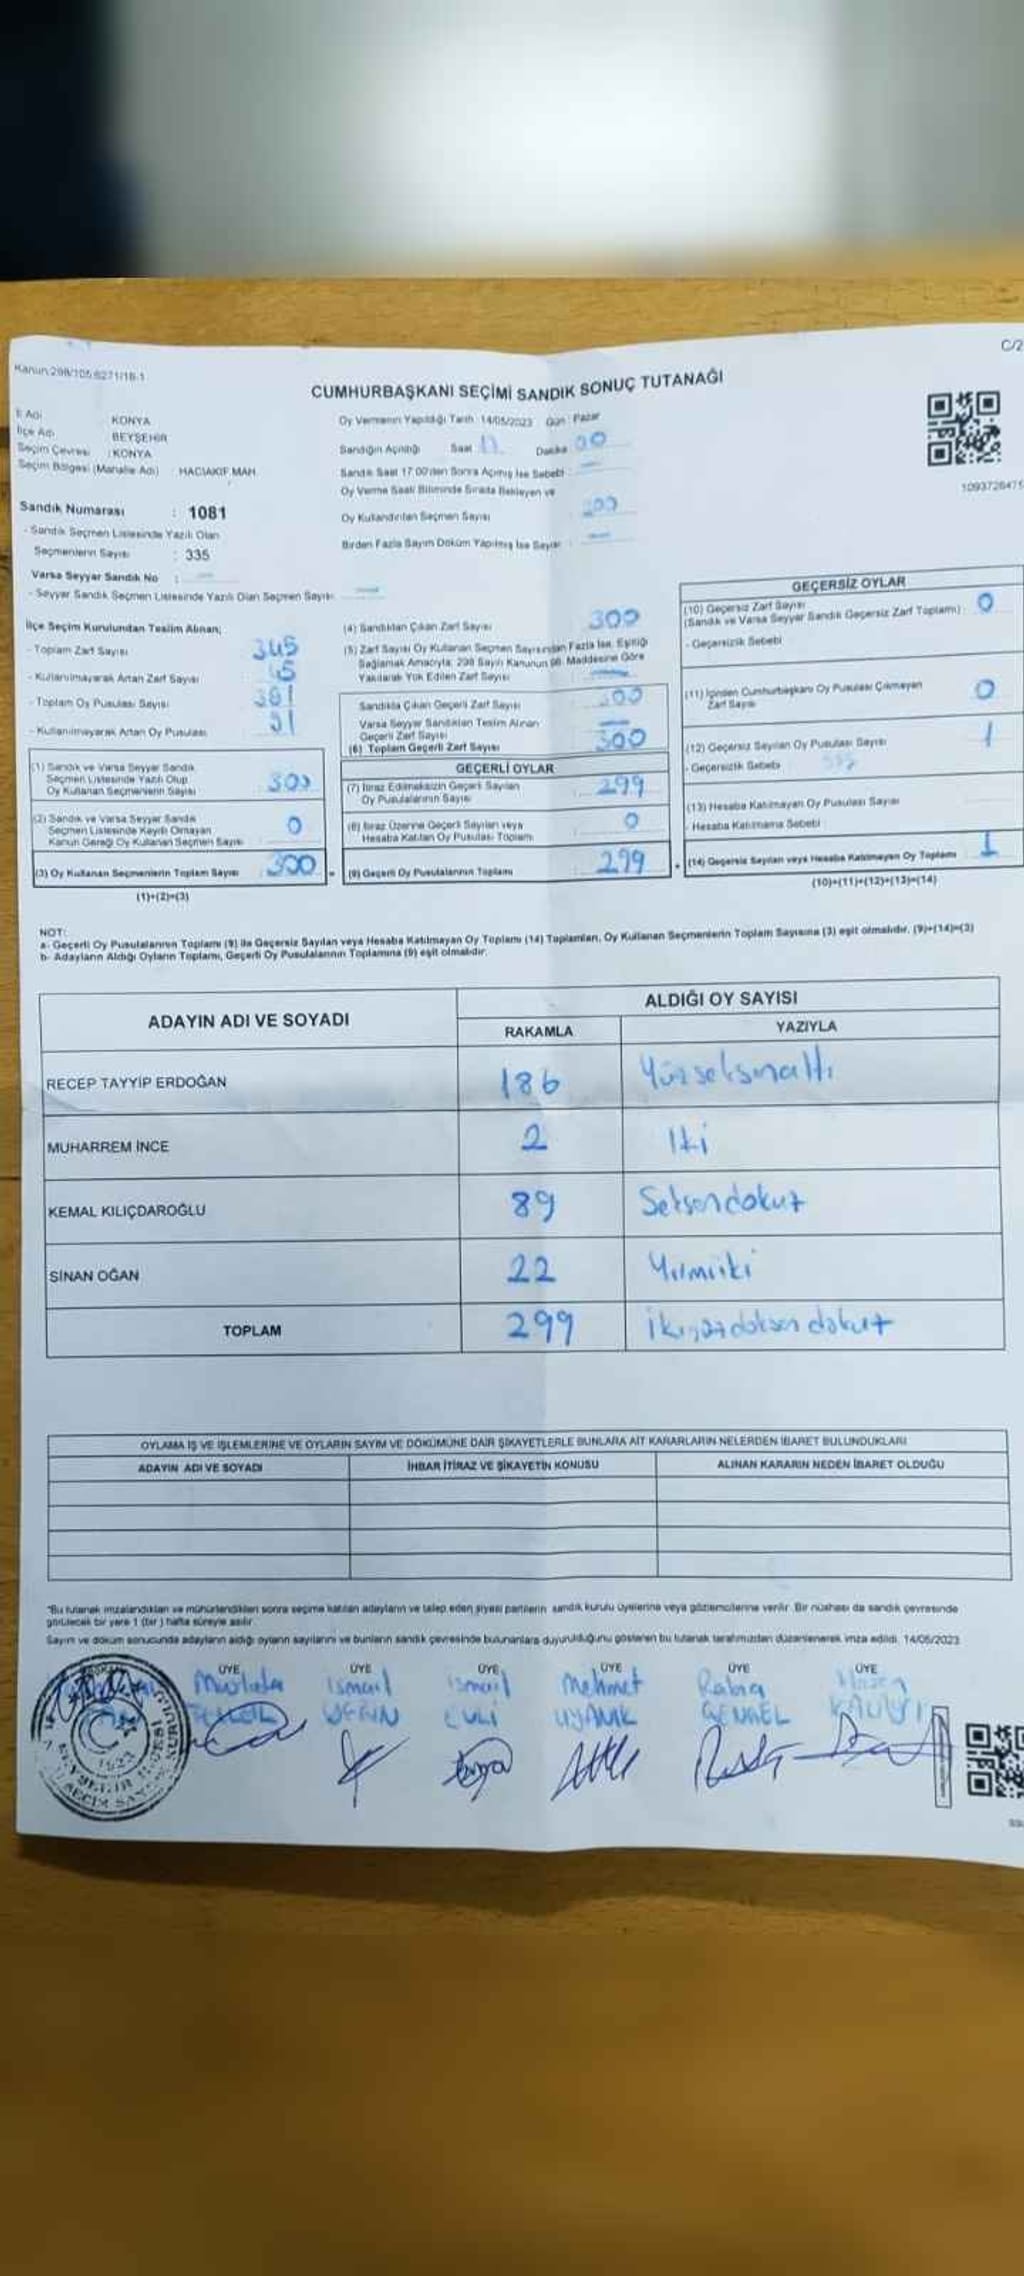 Kanun:298/105,6271/18-1
C/2
CUMHURBAŞKANI SEÇİMİ SANDIK SONUÇ TUTANAĞI
İl Adı KONYA
İlçe Adı BEYŞEHİR
Seçim Çevresi : KONYA
Seçim Bölgesi (Mahalle Adı) : HACIAKIF MAH.
Oy Vermenin Yapıldığı Tarih : 14/05/2023 Gün : Pazar
Sandığın Açıldığı Saat Dakika 00
Sandık Saat 17:00'den Sonra Açılmış İse Sebebi :
Oy Verme Saati Bitiminde Sırada Bekleyen ve
Oy Kullandırılan Seçmen Sayısı
Birden Fazla Sayım Döküm Yapılmış İse Sayısı :
Sandık Numarası : 1081
- Sandık Seçmen Listesinde Yazılı Olan
Seçmenlerin Sayısı : 335
Varsa Seyyar Sandık No :
- Seyyar Sandık Seçmen Listesinde Yazılı Olan Seçmen Sayısı
İlçe Seçim Kurulundan Teslim Alınan;
- Toplam Zarf Sayısı 345
- Kullanılmayarak Artan Zarf Sayısı
- Toplam Oy Pusulası Sayısı
- Kullanılmayarak Artan Oy Pusulası
(1) Sandık ve Varsa Seyyar Sandık
Seçmen Listesinde Yazılı Olup
Oy Kullanan Seçmenlerin Sayısı 300
(2) Sandık ve Varsa Seyyar Sandık
Seçmen Listesinde Kaydı Olmayan
Kanun Gereği Oy Kullanan Seçmen Sayısı 0
(3) Oy Kullanan Seçmenlerin Toplam Sayısı 300
(1)+(2)=(3)
(4) Sandıktan Çıkan Zarf Sayısı 300
(5) Zarf Sayısı Oy Kullanan Seçmen Sayısından Fazla İse, Eşitliği
Sağlamak Amacıyla; 298 Sayılı Kanunun 98. Maddesine Göre
Yakılarak Yok Edilen Zarf Sayısı
Sandıkta Çıkan Geçerli Zarf Sayısı 300
Varsa Seyyar Sandıktan Teslim Alınan
Geçerli Zarf Sayısı
(6) Toplam Geçerli Zarf Sayısı 300
GEÇERLİ OYLAR
(7) İtiraz Edilmeksizin Geçerli Sayılan
Oy Pusulalarının Sayısı 299
(8) İtiraz Üzerine Geçerli Sayılan veya
Hesaba Katılan Oy Pusulası Toplamı 0
(9) Geçerli Oy Pusulalarının Toplamı 299
GEÇERSİZ OYLAR
(10) Geçersiz Zarf Sayısı
(Sandık ve Varsa Seyyar Sandık Geçersiz Zarf Toplamı) : 0
- Geçersizlik Sebebi
(11) İçinden Cumhurbaşkanı Oy Pusulası Çıkmayan
Zarf Sayısı 0
(12) Geçersiz Sayılan Oy Pusulası Sayısı 1
- Geçersizlik Sebebi
(13) Hesaba Katılmayan Oy Pusulası Sayısı
- Hesaba Katılmama Sebebi
(14) Geçersiz Sayılan veya Hesaba Katılmayan Oy Toplamı 1
(10)+(11)+(12)+(13)=(14)
NOT:
a- Geçerli Oy Pusulalarının Toplamı (9) ila Geçersiz Sayılan veya Hesaba Katılmayan Oy Toplamı (14) Toplamları, Oy Kullanan Seçmenlerin Toplam Sayısına (3) eşit olmalıdır. (9)+(14)=(3)
b- Adayların Aldığı Oyların Toplamı, Geçerli Oy Pusulalarının Toplamına (9) eşit olmalıdır.
ADAYIN ADI VE SOYADI ALDIĞI OY SAYISI
RAKAMLA YAZIYLA
RECEP TAYYİP ERDOĞAN 186 Yüzseksenaltı
MUHARREM İNCE 2 İki
KEMAL KILIÇDAROĞLU 89 Seksendokuz
SİNAN OĞAN 22 Yirmiiki
TOPLAM 299 İkiyüzdoksandokuz
OYLAMA İŞ VE İŞLEMLERİNE VE OYLARIN SAYIM VE DÖKÜMÜNE DAİR ŞİKAYETLERLE BUNLARA AİT KARARLARIN NELERDEN İBARET BULUNDUKLARI
ADAYIN ADI VE SOYADI İHBAR İTİRAZ VE ŞİKAYETİN KONUSU ALINAN KARARIN NEDEN İBARET OLDUĞU
*Bu tutanak imzalandıktan ve mühürlendikten sonra seçime katılan adayların ve talep eden siyasi partilerin sandık kurulu üyelerine veya gözlemcilerine verilir. Bir nüshası da sandık çevresinde
görülecek bir yere 1 (bir) hafta süreyle asılır.
Sayım ve döküm sonucunda adayların aldığı oyların sayılarını ve bunların sandık çevresinde bulunanlara duyurulduğunu gösteren bu tutanak tarafımızdan düzenlenerek imza edildi. 14/05/2023
ÜYE ÜYE ÜYE ÜYE ÜYE ÜYE
Mustafa İsmail İsmail Mehmet Rabia
UYANIK